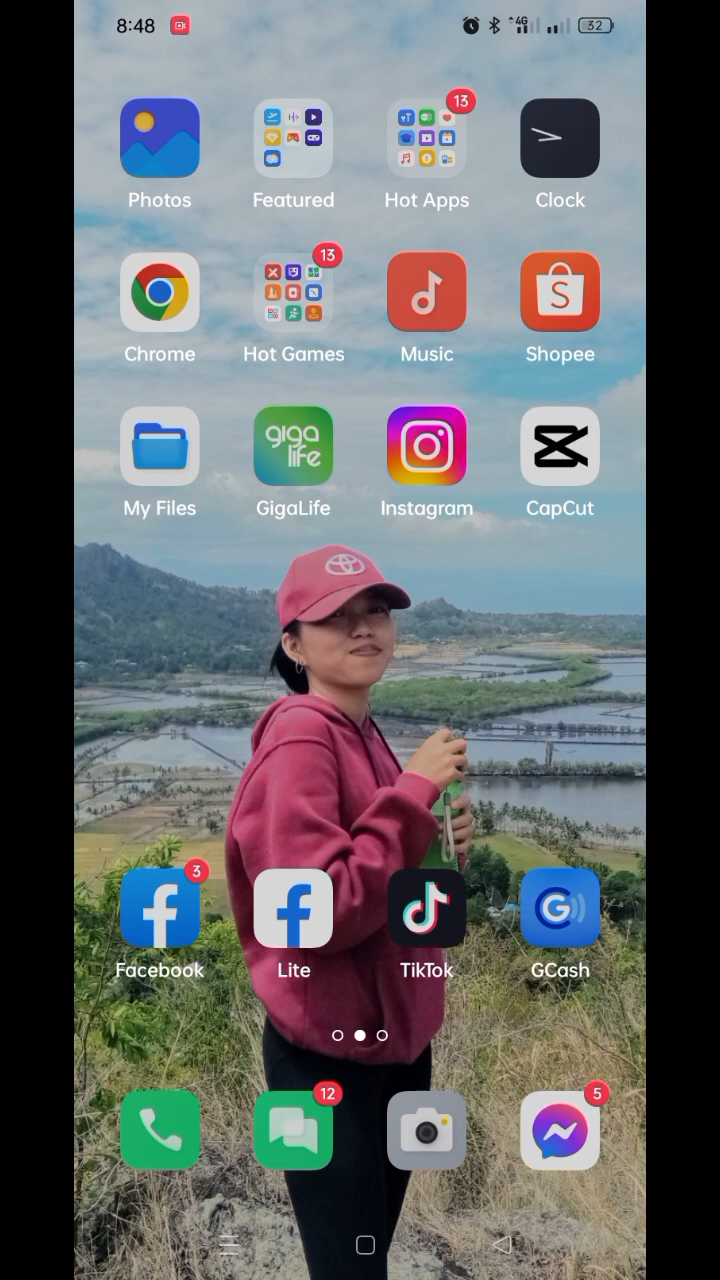 8:48
4G
32
13
Photos
Featured
Hot Apps
Clock
13
Chrome
Hot Games
Music
S
Shopee
giga
life
My Files
GigaLife
Instagram
CapCut
3
f
f
G
Facebook
Lite
TikTok
GCash
12
5